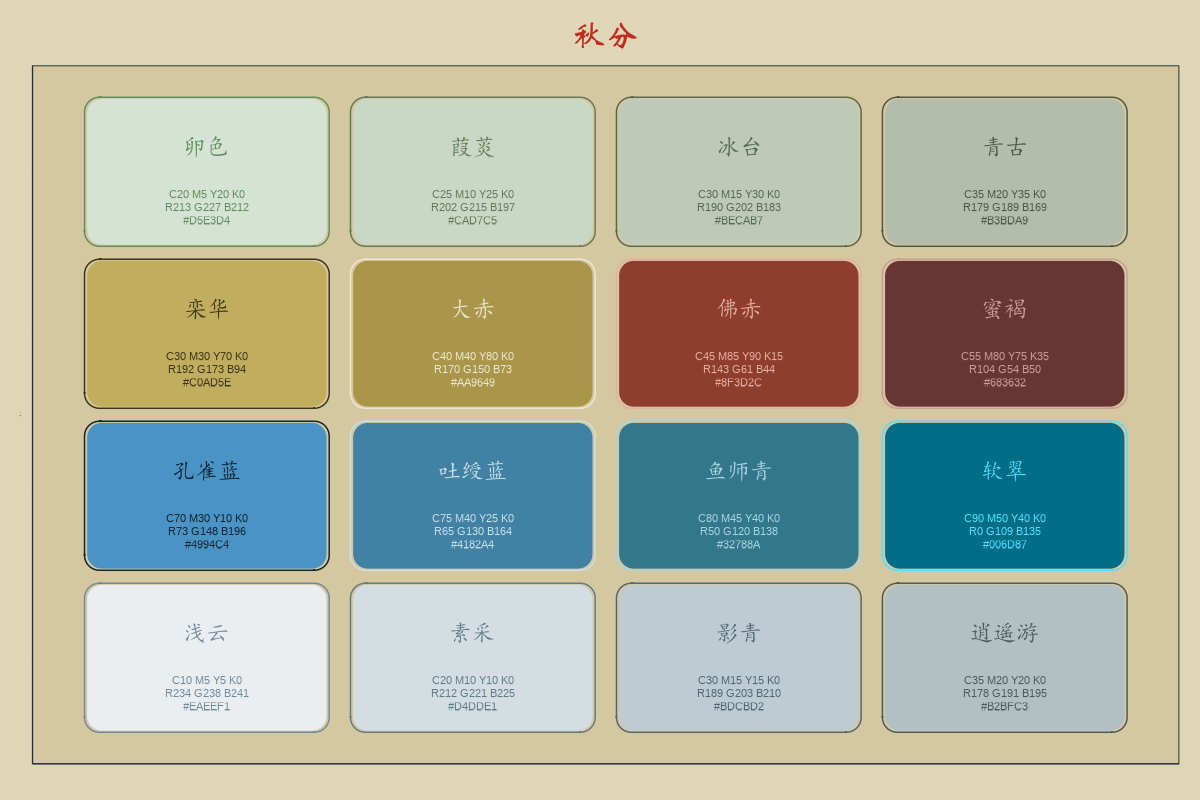 秋分
卵色
C20 M5 Y20 K0
R213 G227 B212
#D5E3D4
葭菼
C25 M10 Y25 K0
R202 G215 B197
#CAD7C5
冰台
C30 M15 Y30 K0
R190 G202 B183
#BECAB7
青古
C35 M20 Y35 K0
R179 G189 B169
#B3BDA9
栾华
C30 M30 Y70 K0
R192 G173 B94
#C0AD5E
大赤
C40 M40 Y80 K0
R170 G150 B73
#AA9649
佛赤
C45 M85 Y90 K15
R143 G61 B44
#8F3D2C
蜜褐
C55 M80 Y75 K35
R104 G54 B50
#683632
孔雀蓝
C70 M30 Y10 K0
R73 G148 B196
#4994C4
吐绶蓝
C75 M40 Y25 K0
R65 G130 B164
#4182A4
鱼师青
C80 M45 Y40 K0
R50 G120 B138
#32788A
软翠
C90 M50 Y40 K0
R0 G109 B135
#006D87
浅云
C10 M5 Y5 K0
R234 G238 B241
#EAEEF1
素采
C20 M10 Y10 K0
R212 G221 B225
#D4DDE1
影青
C30 M15 Y15 K0
R189 G203 B210
#BDCBD2
逍遥游
C35 M20 Y20 K0
R178 G191 B195
#B2BFC3